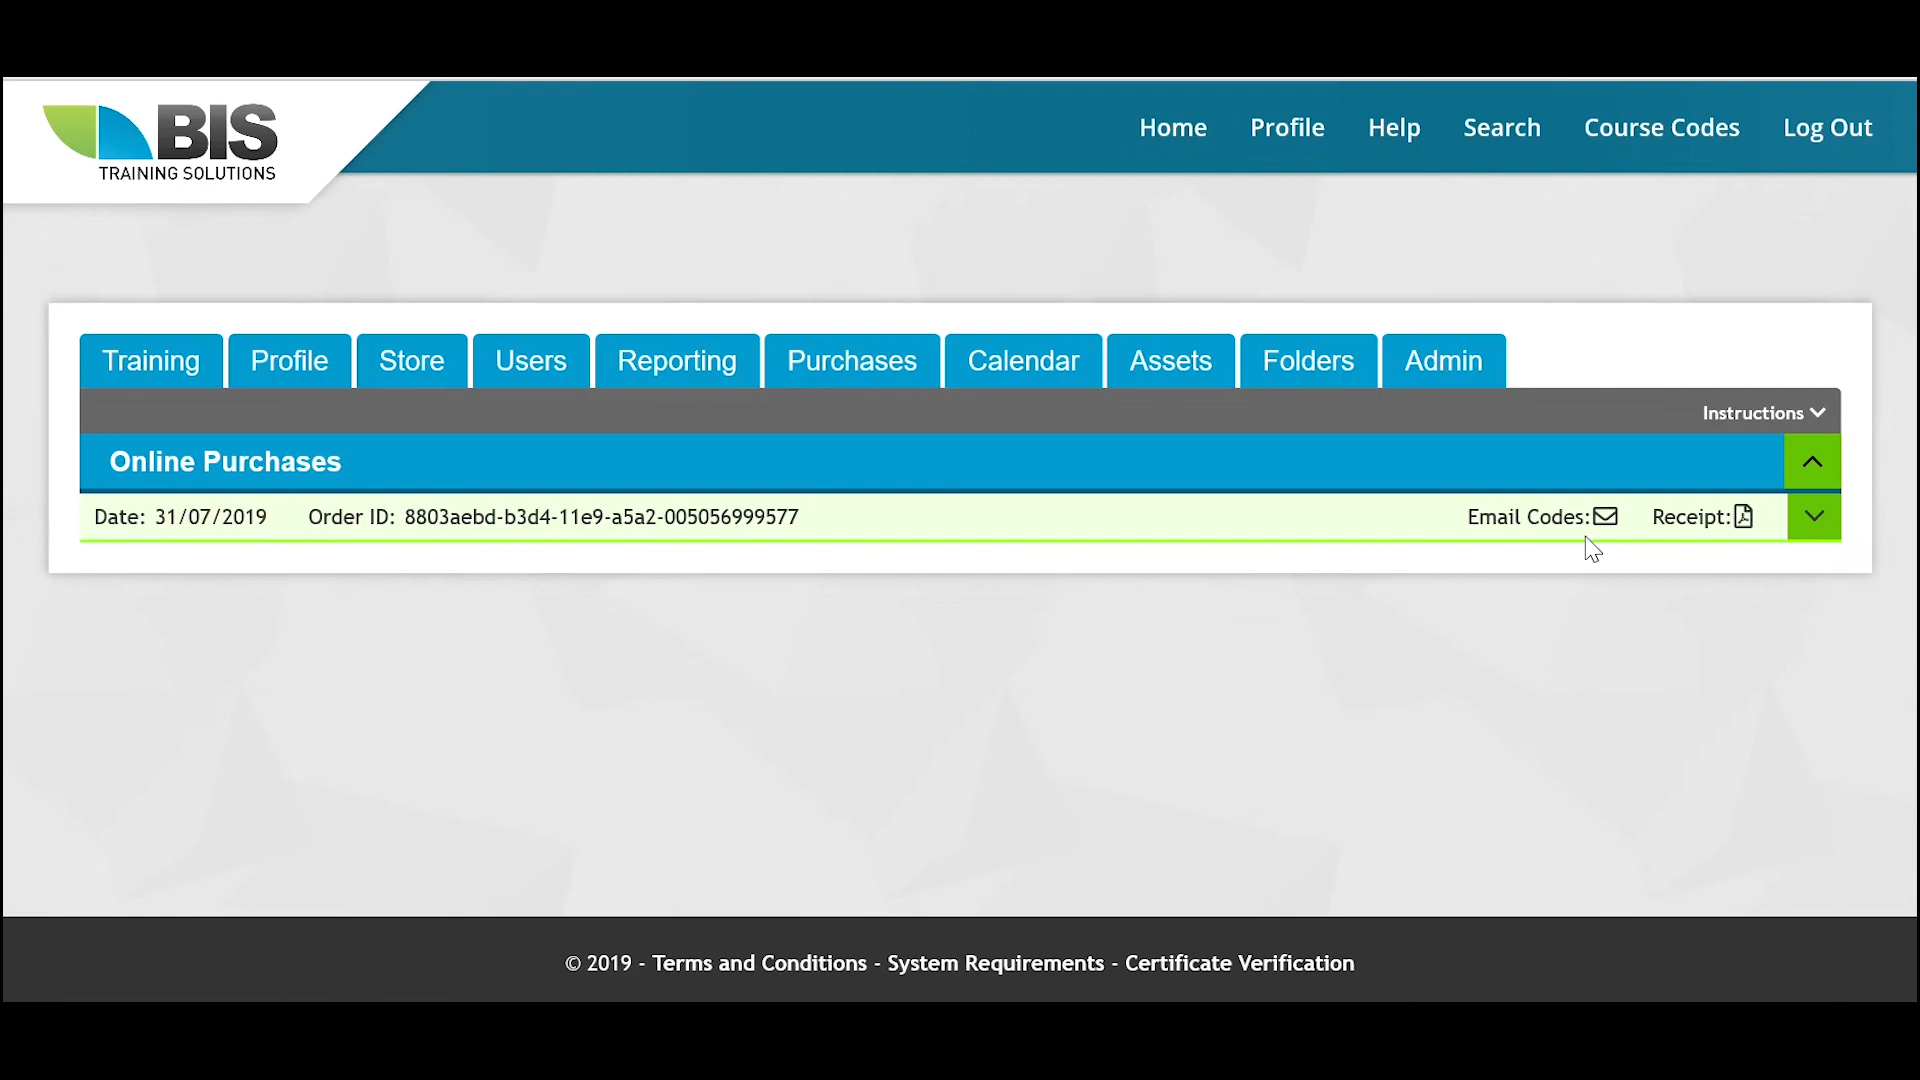 BIS
TRAINING SOLUTIONS
Home Profile Help Search Course Codes Log Out
Training Profile Store Users Reporting Purchases Calendar Assets Folders Admin
Instructions
Online Purchases
Date: 31/07/2019 Order ID: 8803aebd-b3d4-11e9-a5a2-005056999577 Email Codes: Receipt:
© 2019 - Terms and Conditions - System Requirements - Certificate Verification